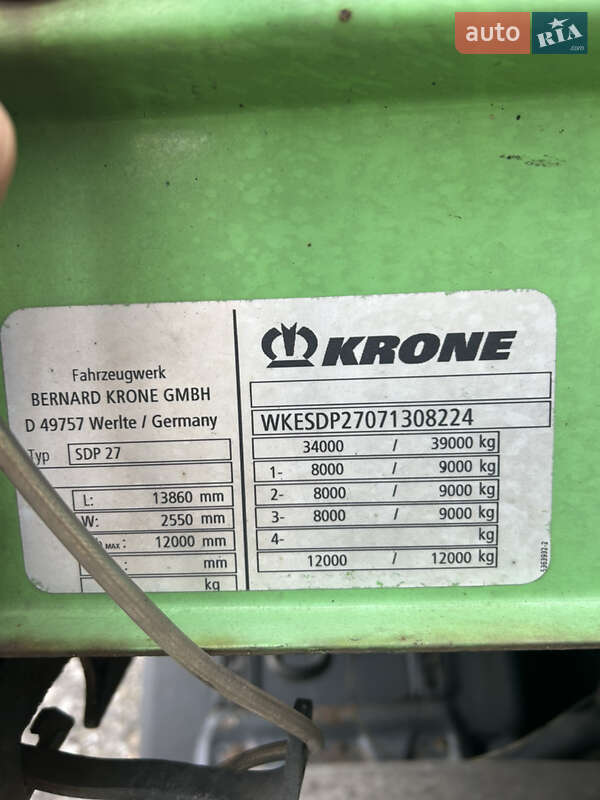 auto RIA
.com
Fahrzeugwerk
BERNARD KRONE GMBH
D 49757 Werlte / Germany
Typ SDP 27
L: 13860 mm
W: 2550 mm
MAX : 12000 mm
: mm
kg
KRONE
WKESDP27071308224
34000 / 39000 kg
1- 8000 / 9000 kg
2- 8000 / 9000 kg
3- 8000 / 9000 kg
4- kg
12000 / 12000 kg